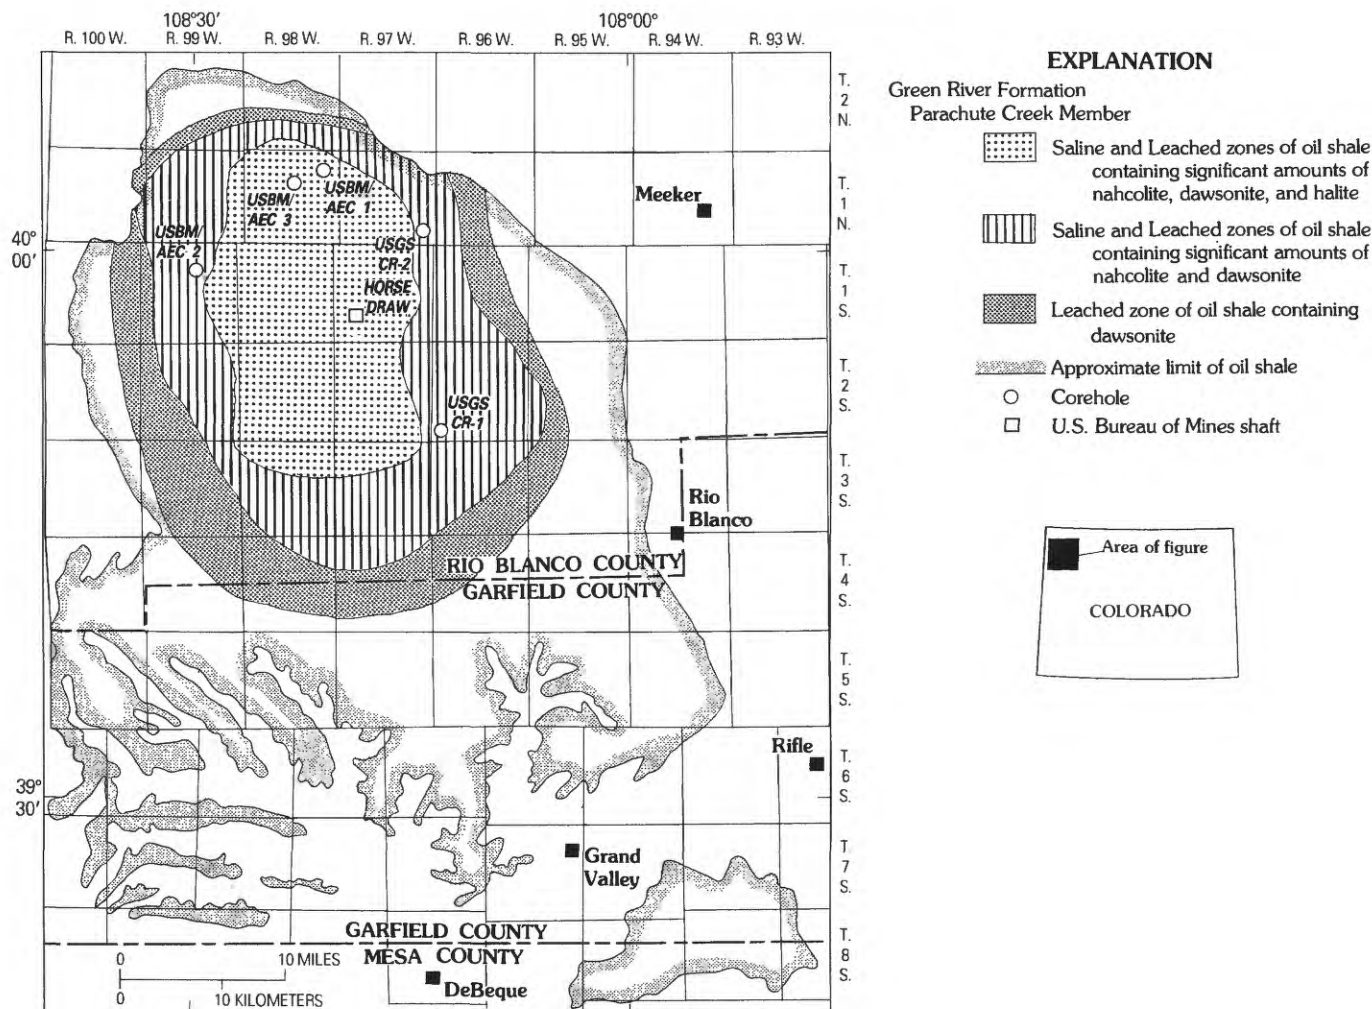 108°30'
108°00'
R. 100 W.
R. 99 W.
R. 98 W.
R. 97 W.
R. 96 W.
R. 95 W.
R. 94 W.
R. 93 W.
T.
2
N.
T.
1
N.
T.
1
S.
T.
2
S.
T.
3
S.
T.
4
S.
T.
5
S.
T.
6
S.
T.
7
S.
T.
8
S.
40°
00'
39°
30'
USBM/
AEC 3
USBM/
AEC 1
USBM/
AEC 2
USGS
CR-2
HORSE
DRAW
USGS
CR-1
Meeker
Rio
Blanco
RIO BLANCO COUNTY
GARFIELD COUNTY
Rifle
Grand
Valley
GARFIELD COUNTY
MESA COUNTY
DeBeque
0
10 MILES
0
10 KILOMETERS
EXPLANATION
Green River Formation
Parachute Creek Member
Saline and Leached zones of oil shale
containing significant amounts of
nahcolite, dawsonite, and halite
Saline and Leached zones of oil shale
containing significant amounts of
nahcolite and dawsonite
Leached zone of oil shale containing
dawsonite
Approximate limit of oil shale
Corehole
U.S. Bureau of Mines shaft
Area of figure
COLORADO